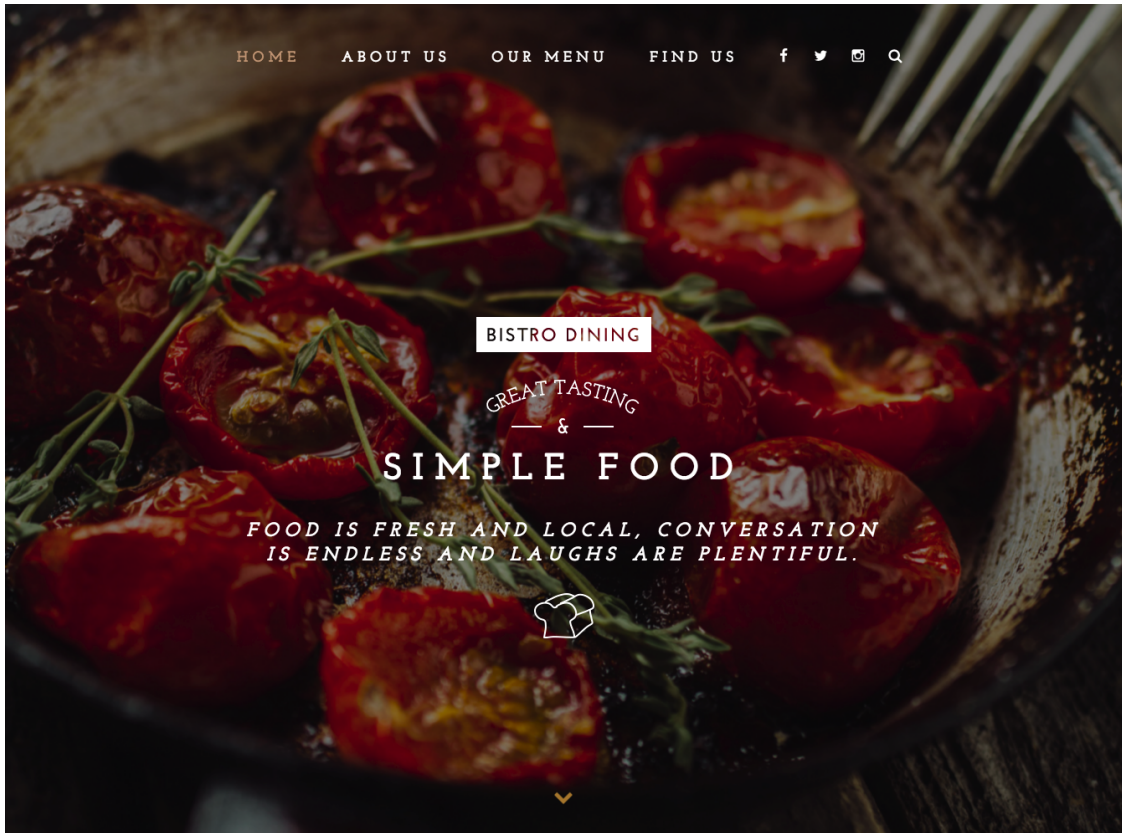 HOME ABOUT US OUR MENU FIND US
BISTRO DINING
GREAT TASTING
&
SIMPLE FOOD
FOOD IS FRESH AND LOCAL, CONVERSATION
IS ENDLESS AND LAUGHS ARE PLENTIFUL.